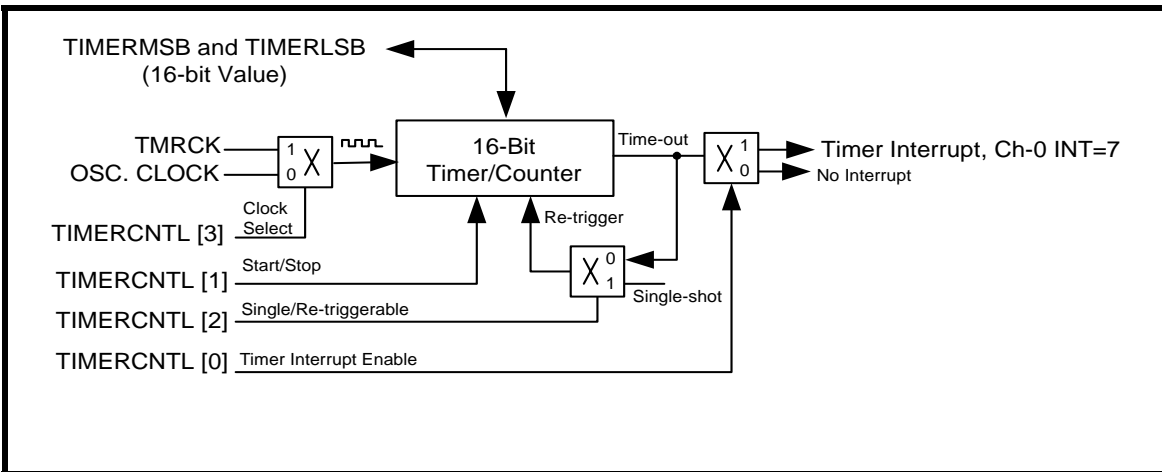 TIMERMSB and TIMERLSB
(16-bit Value)
TMRCK
OSC. CLOCK
1
0
X
16-Bit
Timer/Counter
Time-out
X
1
0
Timer Interrupt, Ch-0 INT=7
No Interrupt
Clock
Select
TIMERCNTL [3]
Re-trigger
X
0
1
Single-shot
TIMERCNTL [1]
Start/Stop
TIMERCNTL [2]
Single/Re-triggerable
TIMERCNTL [0]
Timer Interrupt Enable